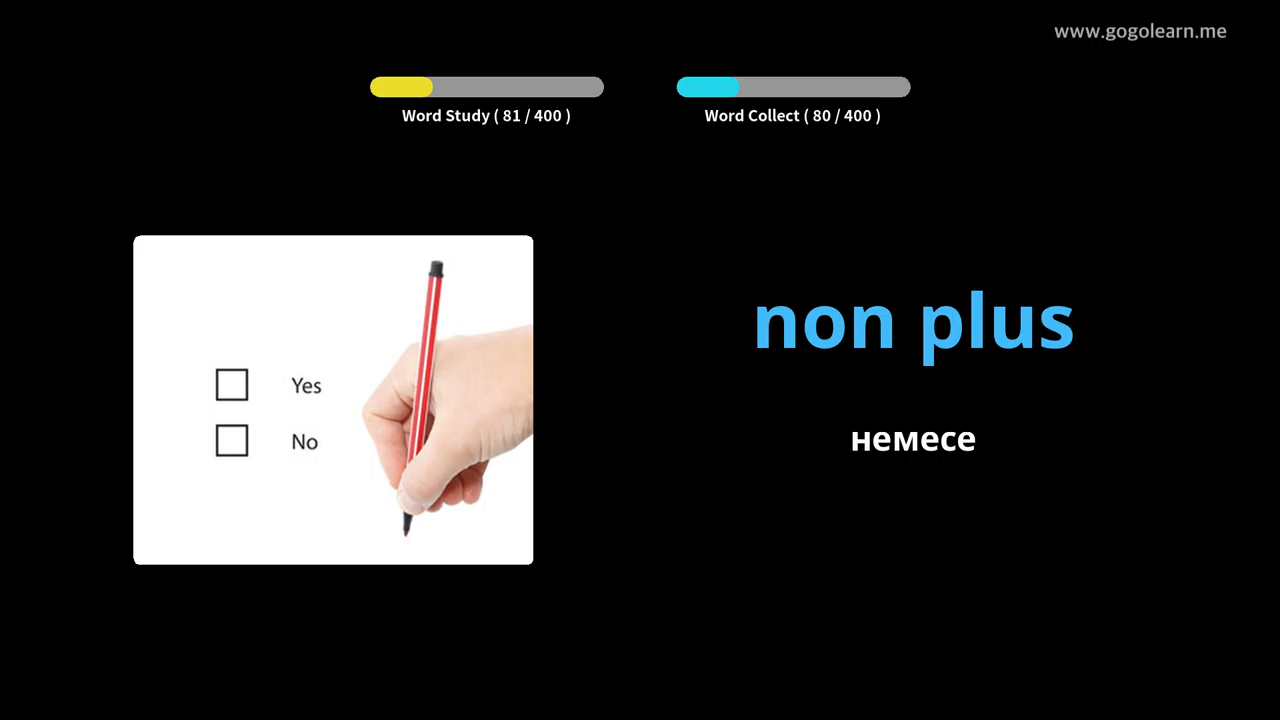 www.gogolearn.me
Word Study ( 81 / 400 )
Word Collect ( 80 / 400 )
Yes
No
non plus
немесе